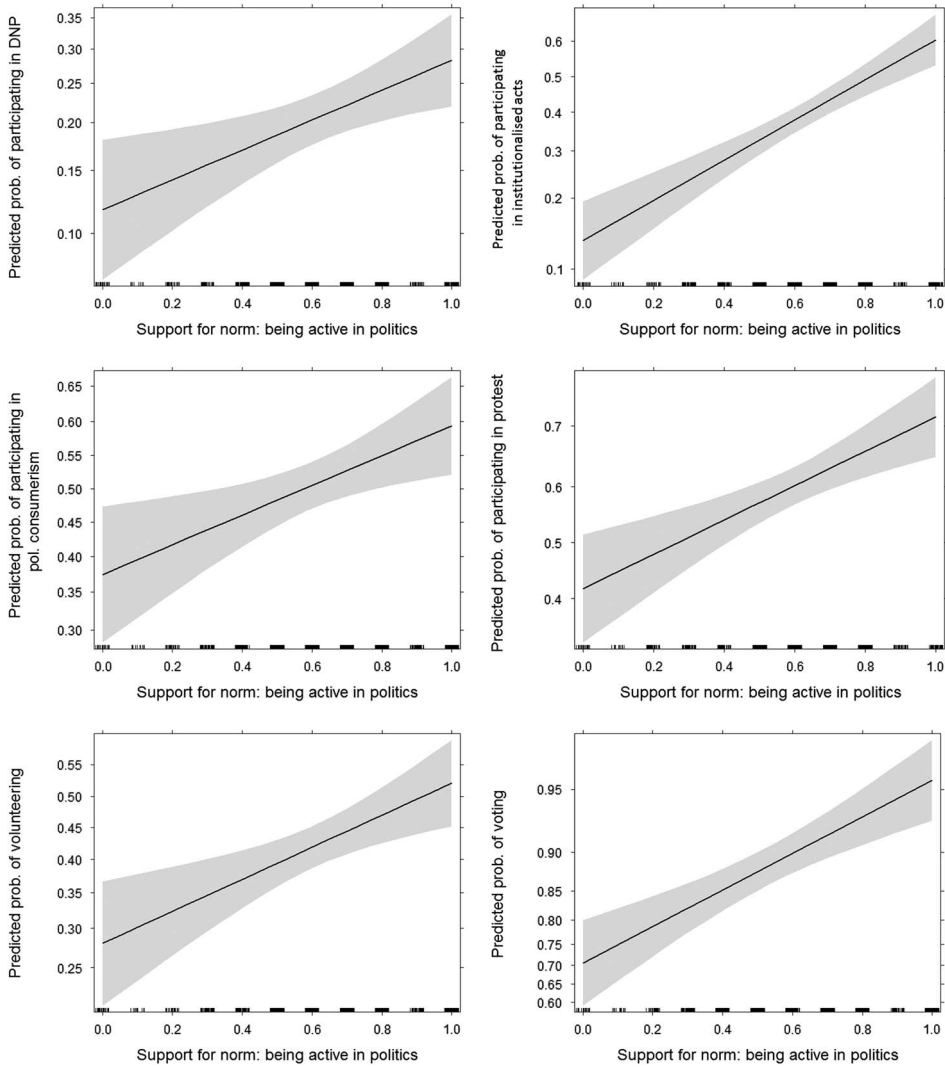 Predicted prob. of participating in DNP
0.35
0.30
0.25
0.20
0.15
0.10
0.0 0.2 0.4 0.6 0.8 1.0
Support for norm: being active in politics
Predicted prob. of participating
in institutionalised acts
0.6
0.5
0.4
0.3
0.2
0.1
0.0 0.2 0.4 0.6 0.8 1.0
Support for norm: being active in politics
Predicted prob. of participating in
pol. consumerism
0.65
0.60
0.55
0.50
0.45
0.40
0.35
0.30
0.0 0.2 0.4 0.6 0.8 1.0
Support for norm: being active in politics
Predicted prob. of participating in protest
0.7
0.6
0.5
0.4
0.0 0.2 0.4 0.6 0.8 1.0
Support for norm: being active in politics
Predicted prob. of volunteering
0.55
0.50
0.45
0.40
0.35
0.30
0.25
0.0 0.2 0.4 0.6 0.8 1.0
Support for norm: being active in politics
Predicted prob. of voting
0.95
0.90
0.85
0.80
0.75
0.70
0.65
0.60
0.0 0.2 0.4 0.6 0.8 1.0
Support for norm: being active in politics